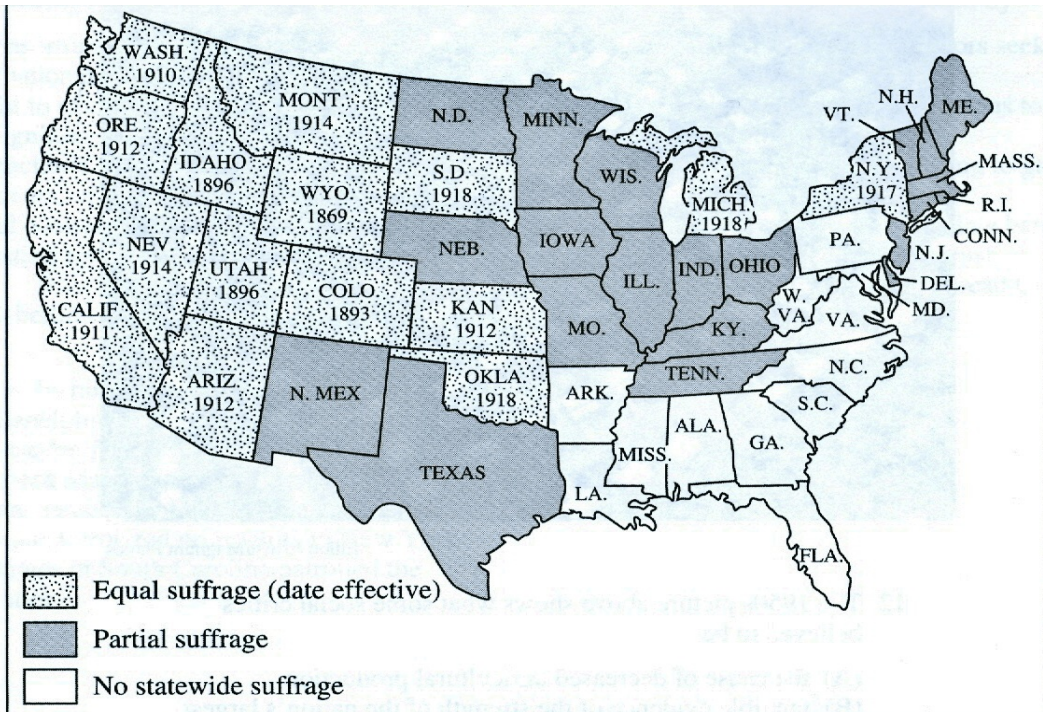 WASH.
1910
ORE.
1912
IDAHO
1896
MONT.
1914
WYO.
1869
CALIF.
1911
NEV.
1914
UTAH
1896
COLO.
1893
ARIZ.
1912
N. MEX
N.D.
S.D.
1918
NEB.
KAN.
1912
OKLA.
1918
TEXAS
MINN.
IOWA
MO.
ARK.
LA.
WIS.
ILL.
MICH.
1918
IND.
OHIO
KY.
TENN.
MISS.
ALA.
GA.
FLA.
S.C.
N.C.
VA.
W.
VA.
PA.
N.Y.
1917
VT.
N.H.
ME.
MASS.
R.I.
CONN.
N.J.
DEL.
MD.
Equal suffrage (date effective)
Partial suffrage
No statewide suffrage